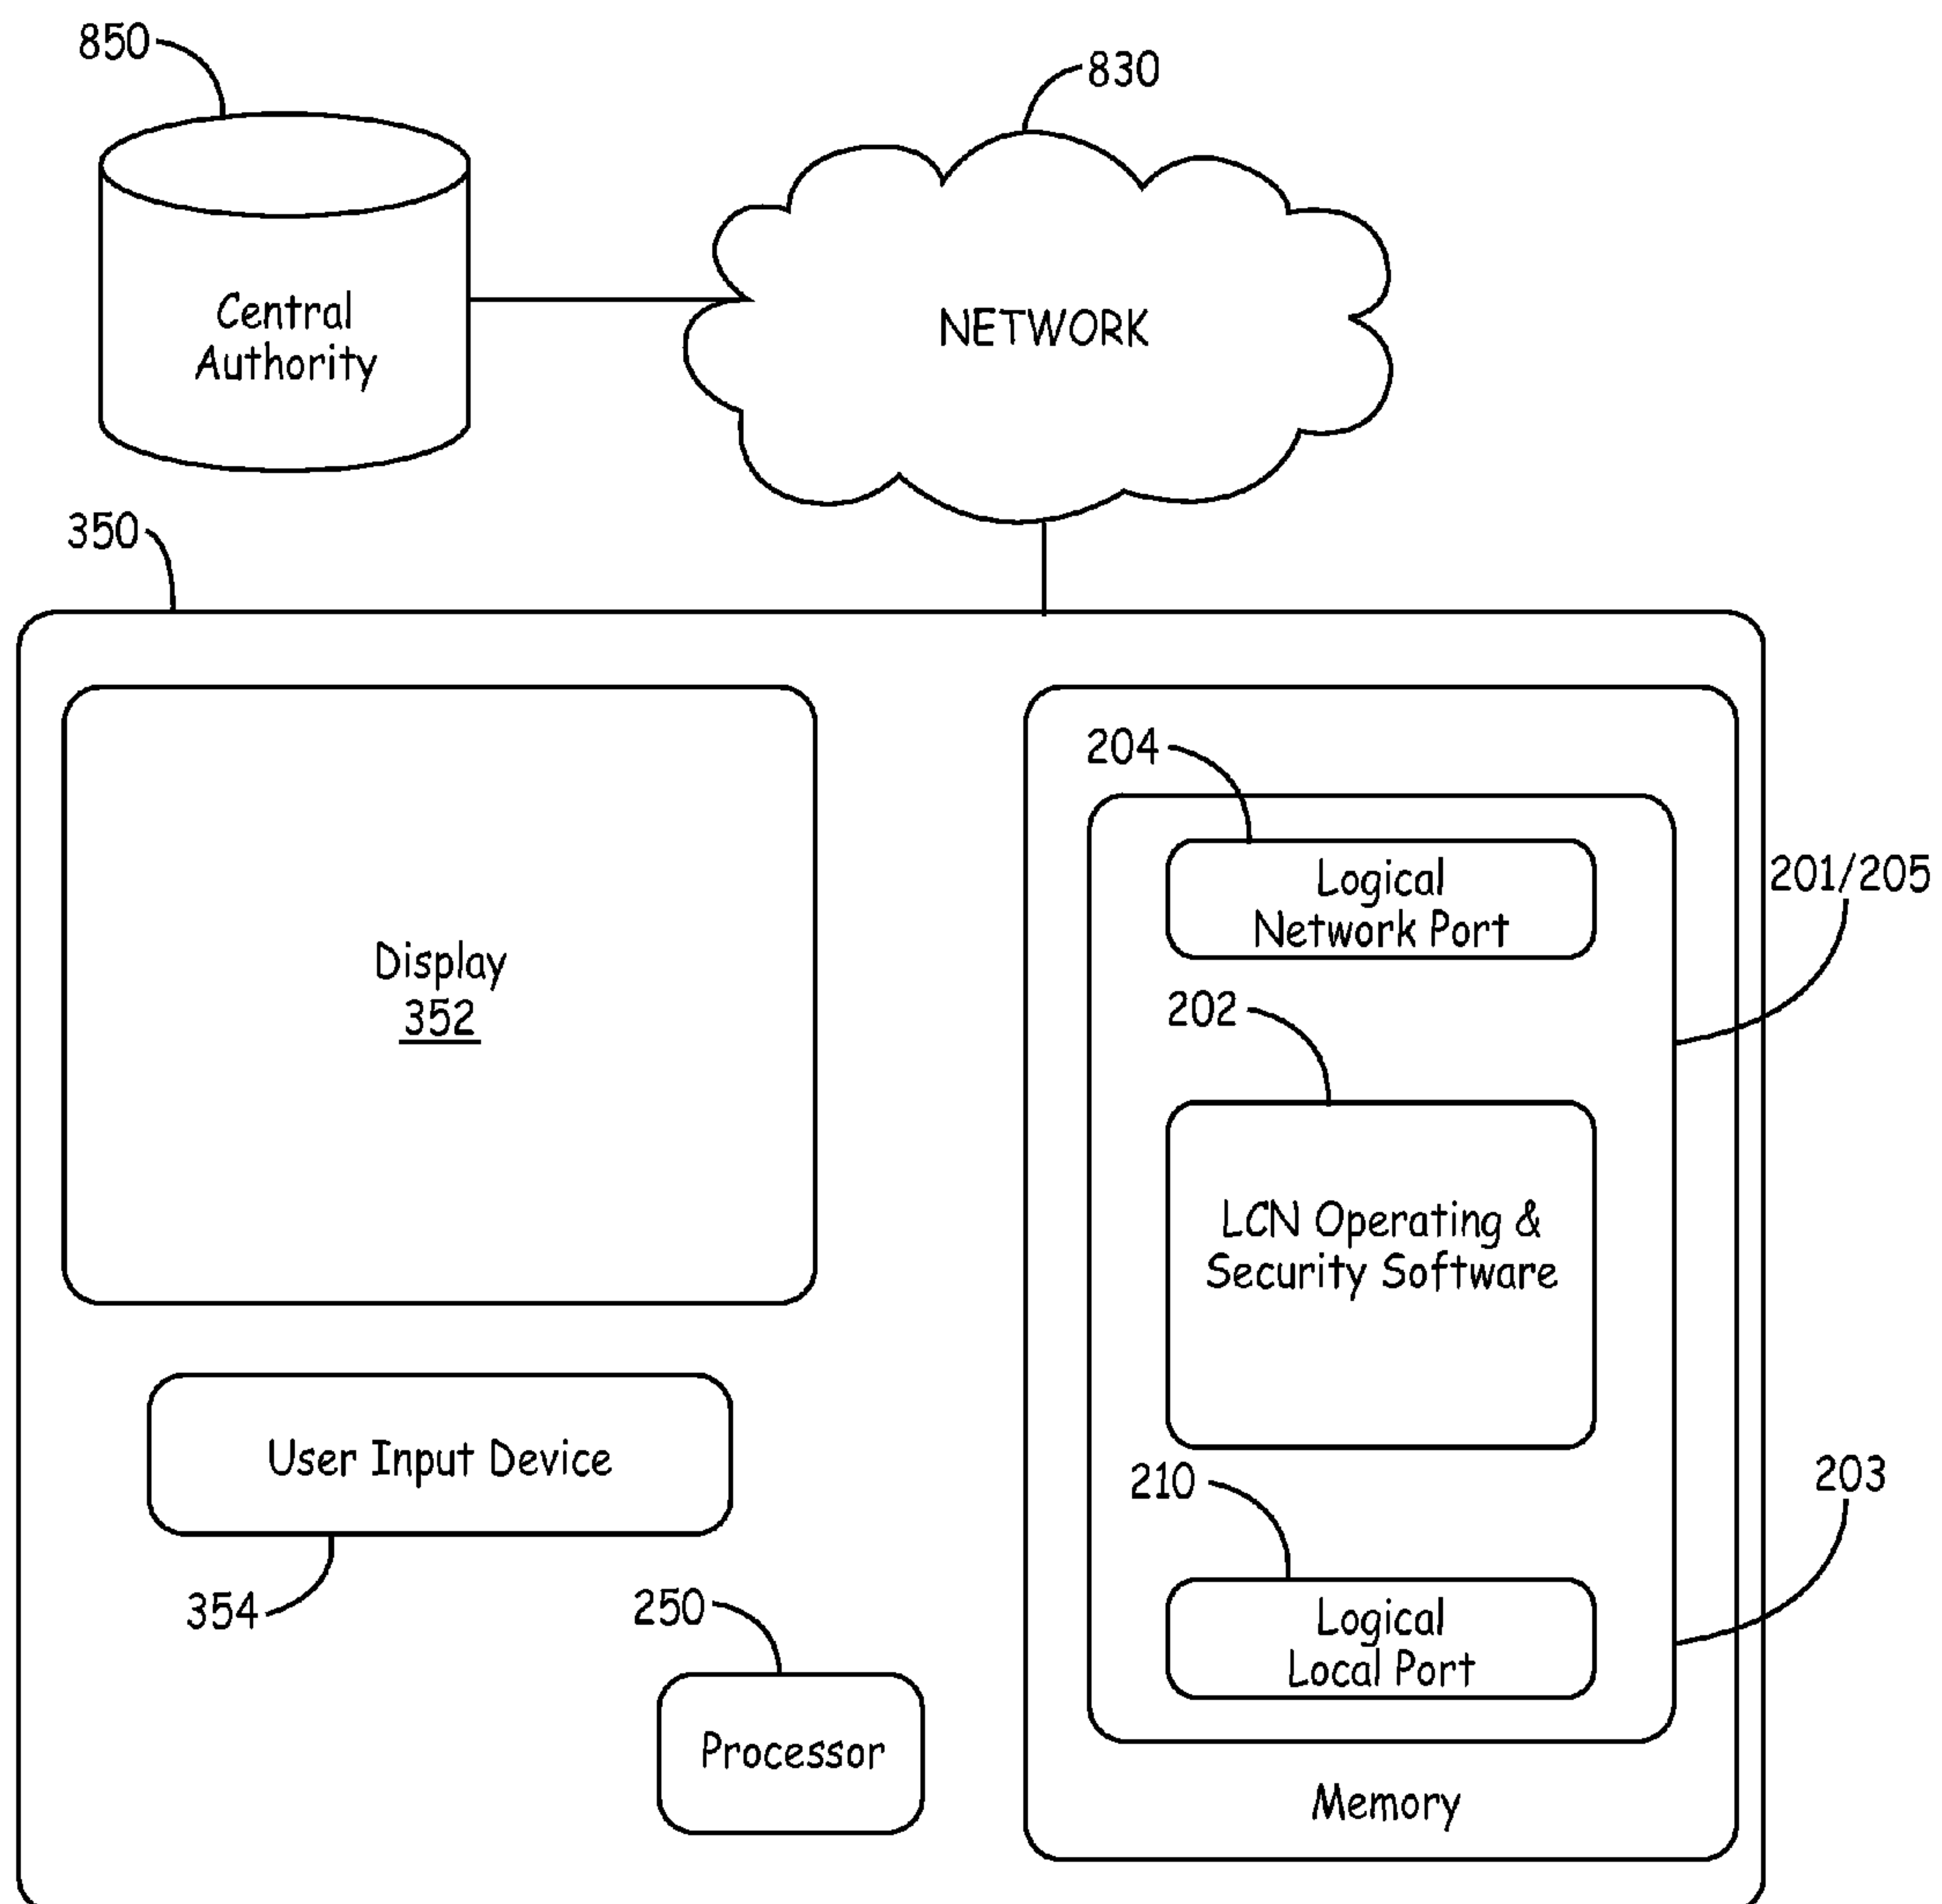 850
830
Central
Authority
NETWORK
350
204
Logical
Network Port
201/205
Display
352
202
LCN Operating &
Security Software
User Input Device
210
203
354
250
Logical
Local Port
Processor
Memory